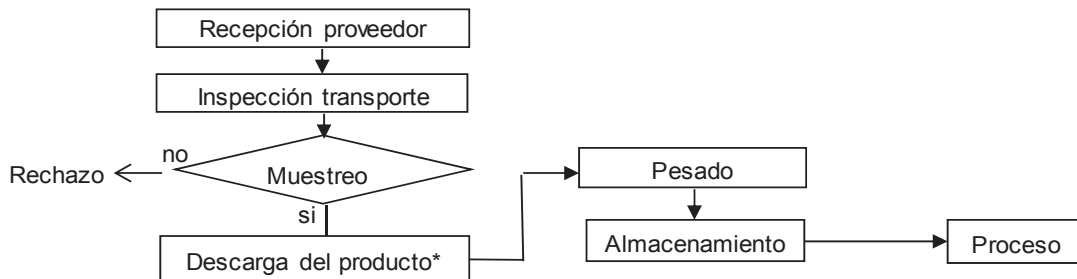 Recepción proveedor
Inspección transporte
no
Rechazo
Muestreo
si
Descarga del producto*
Pesado
Almacenamiento
Proceso